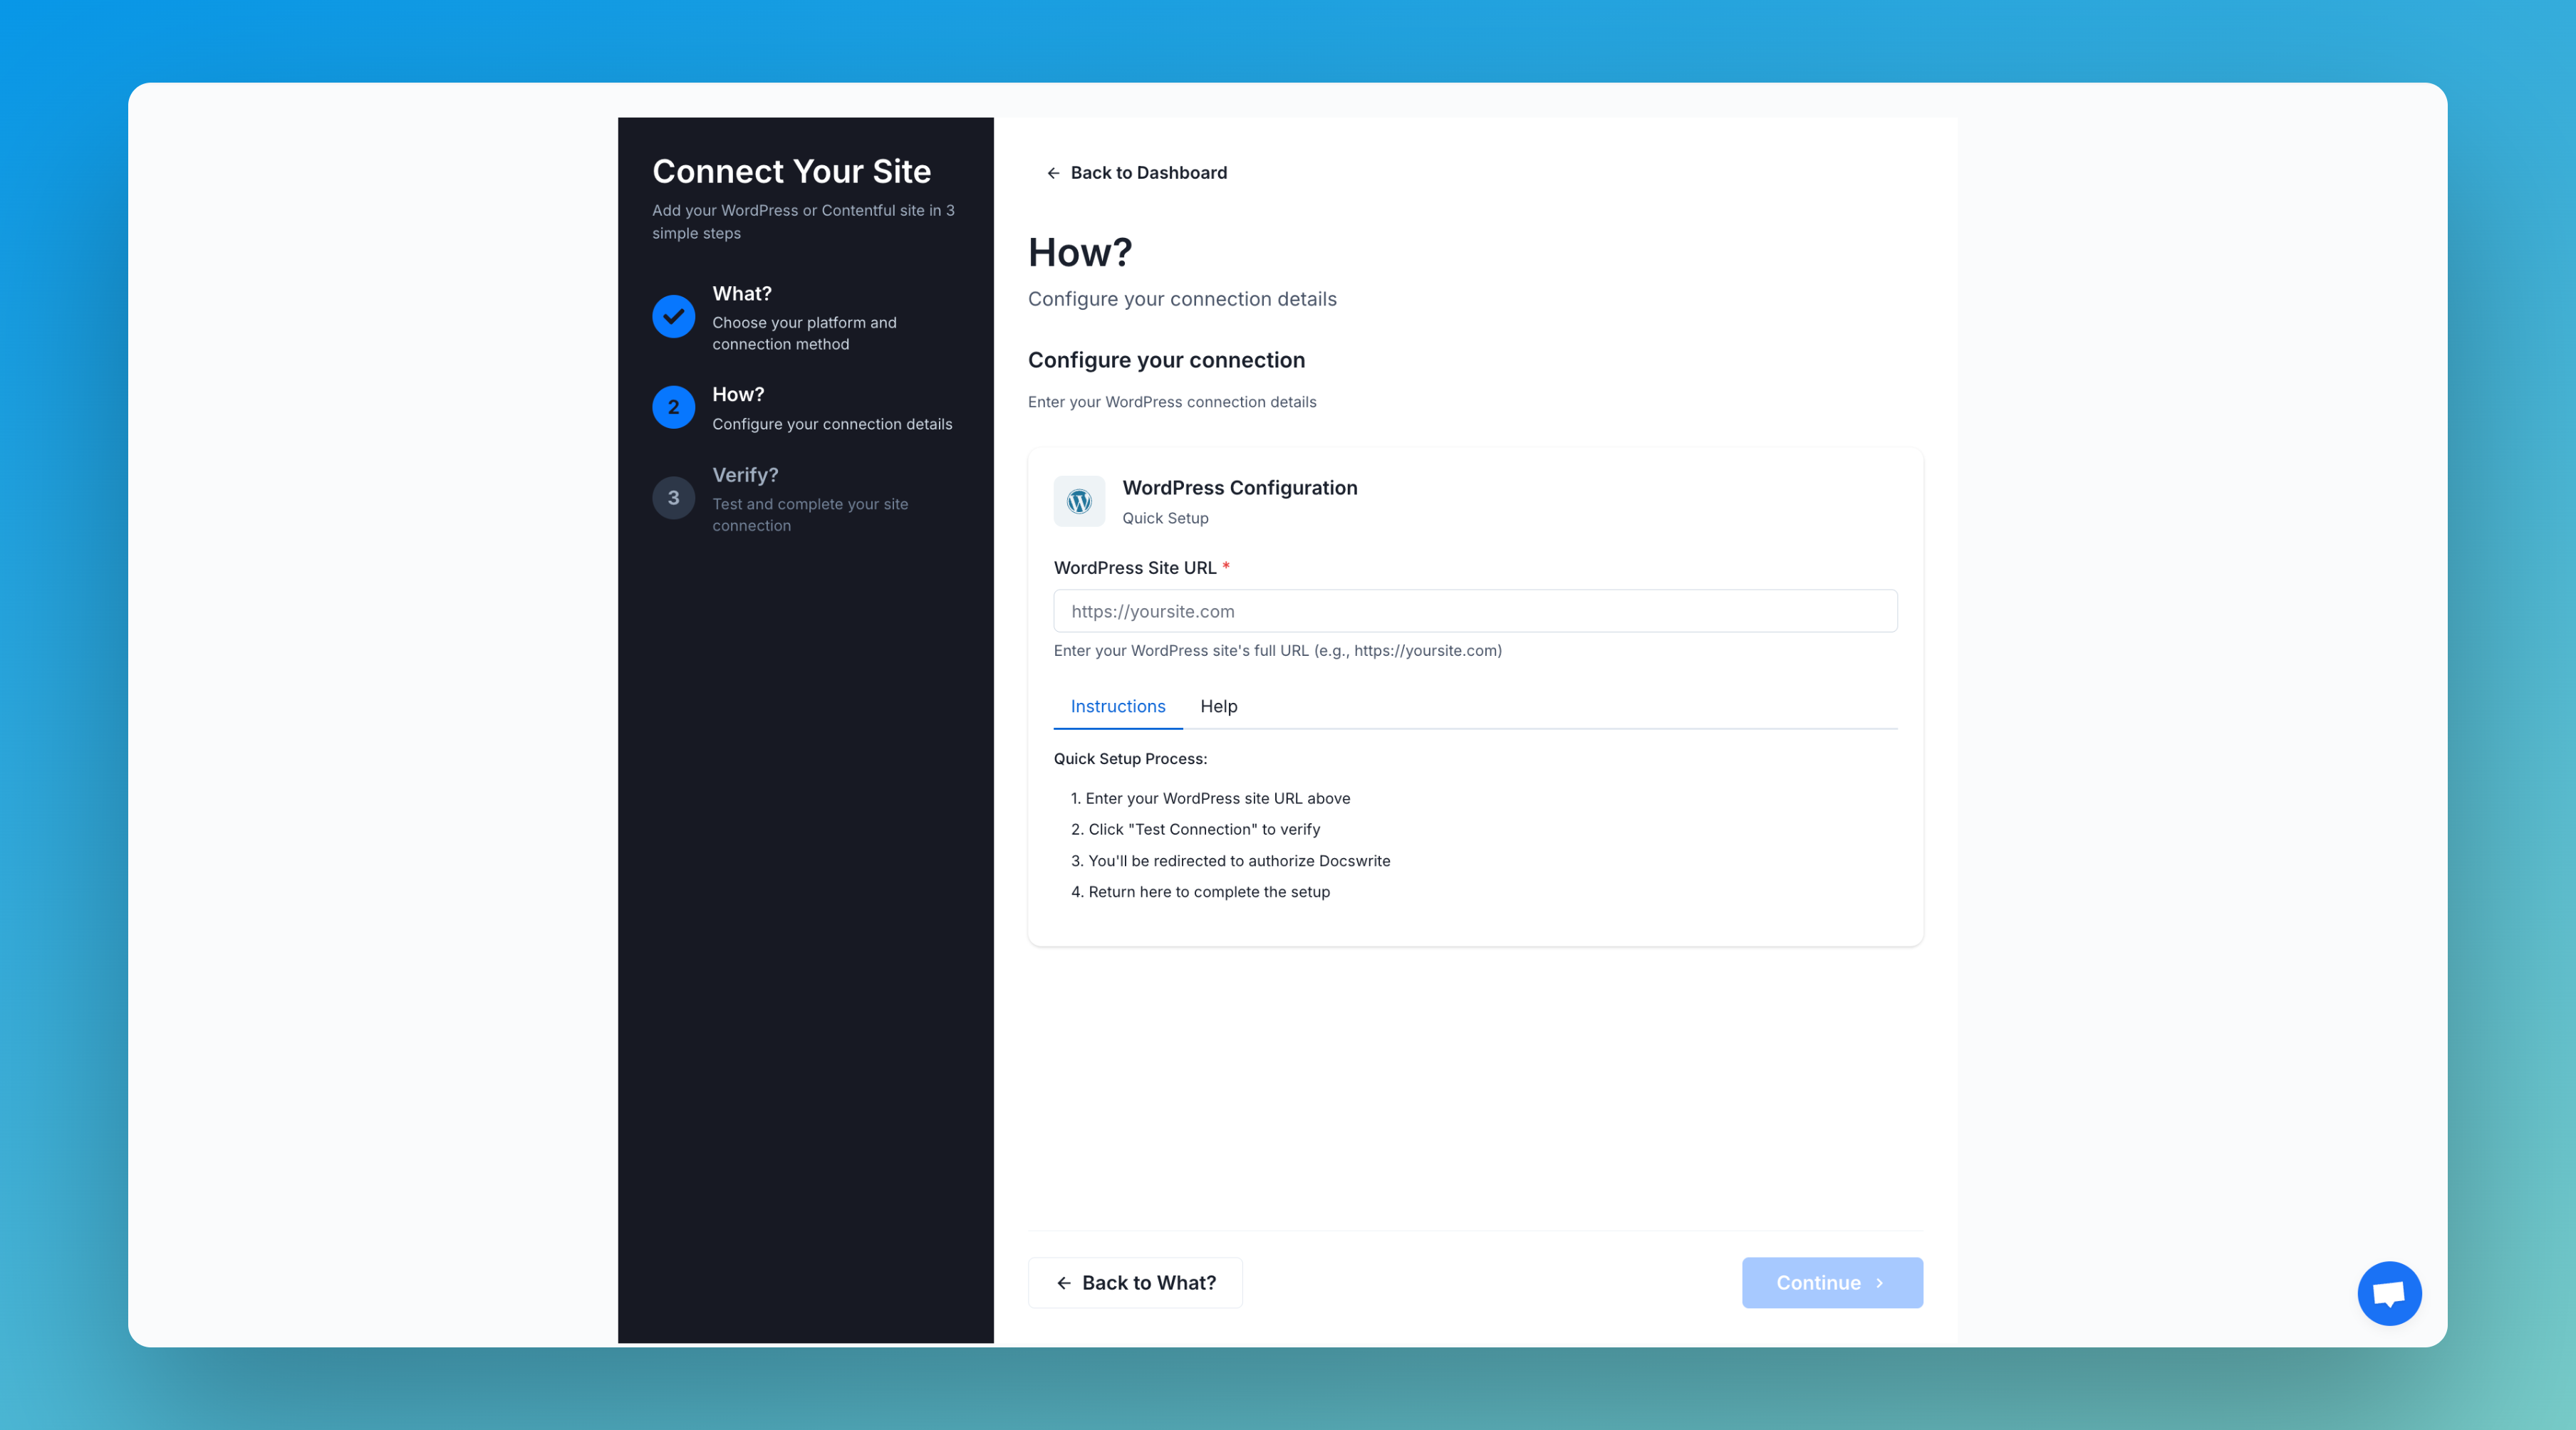 Connect Your Site
Add your WordPress or Contentful site in 3
simple steps
What?
Choose your platform and
connection method
2
How?
Configure your connection details
3
Verify?
Test and complete your site
connection
Back to Dashboard
How?
Configure your connection details
Configure your connection
Enter your WordPress connection details
WordPress Configuration
Quick Setup
WordPress Site URL *
https://yoursite.com
Enter your WordPress site's full URL (e.g., https://yoursite.com)
Instructions Help
Quick Setup Process:
1. Enter your WordPress site URL above
2. Click "Test Connection" to verify
3. You'll be redirected to authorize Docswrite
4. Return here to complete the setup
Back to What?
Continue